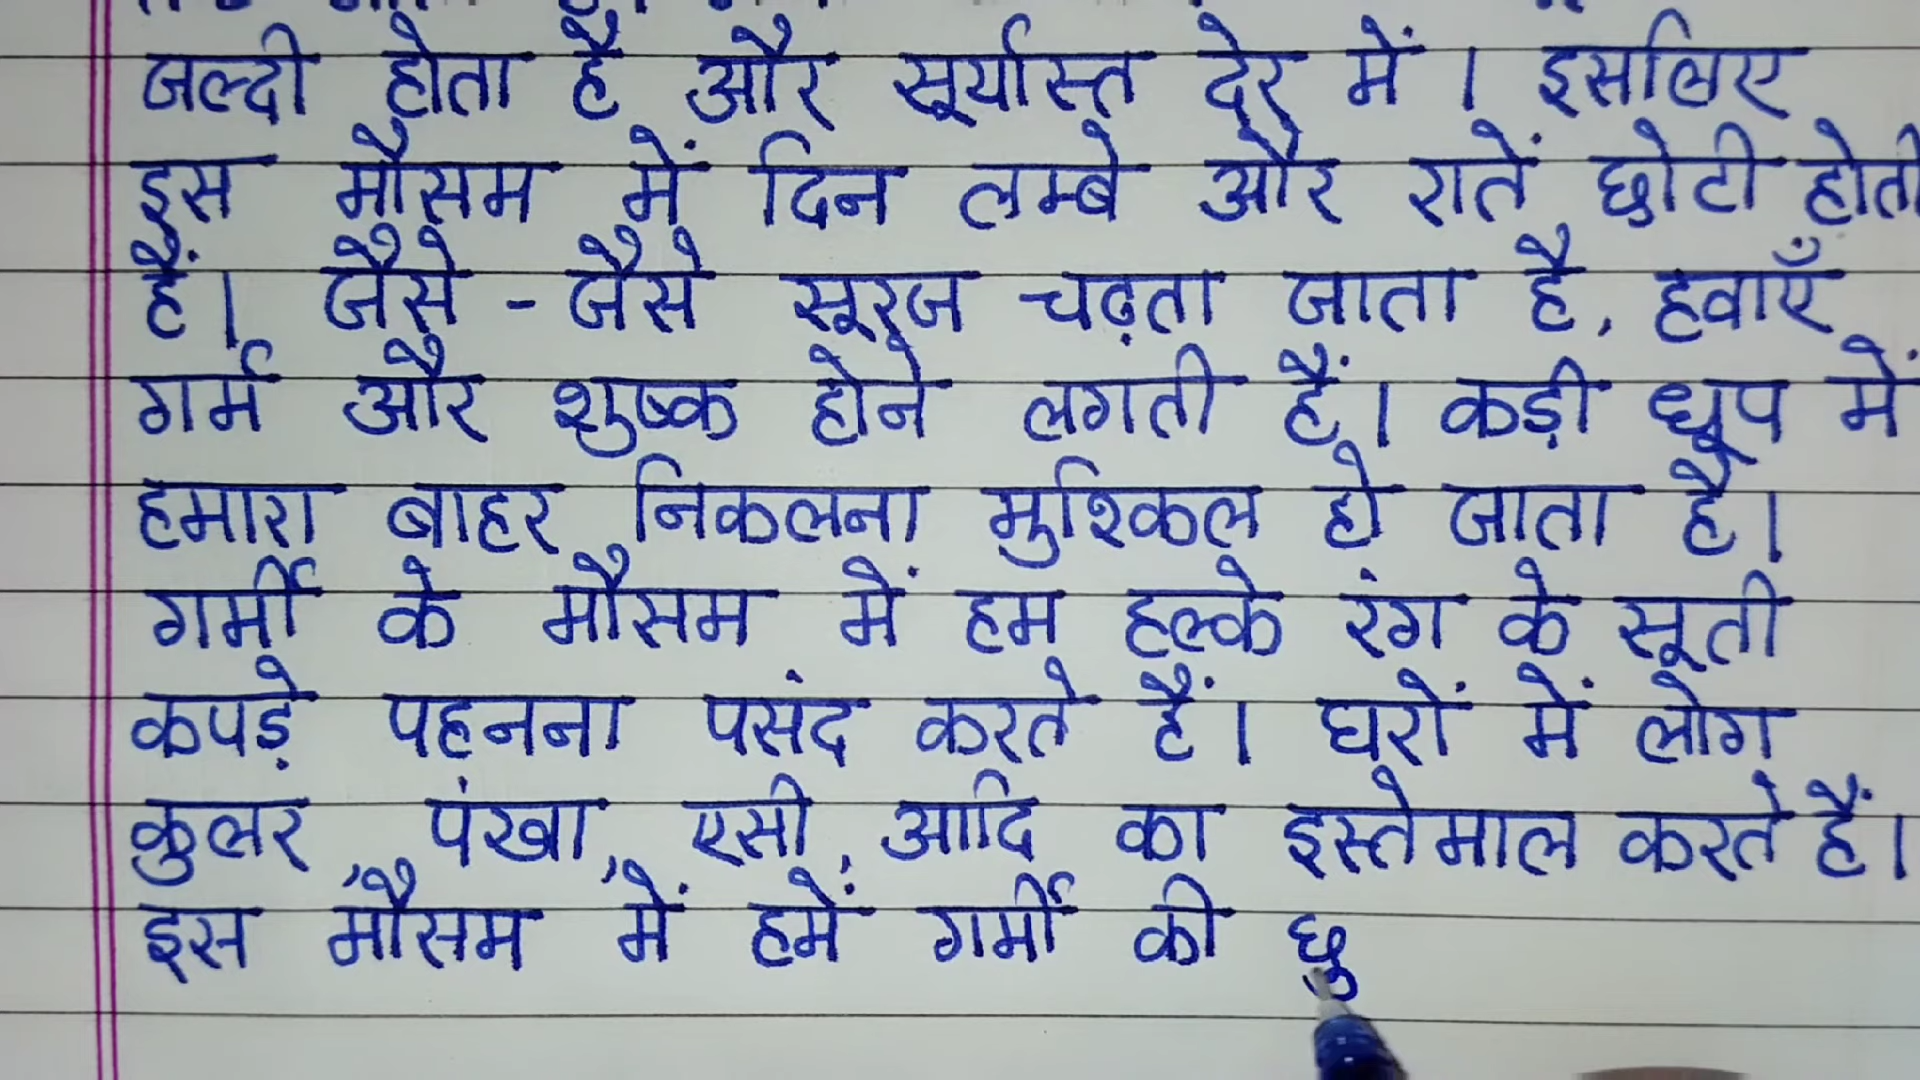 जल्दी होता है और सूर्यास्त देर में। इसलिए
इस मौसम में दिन लम्बे और रातें छोटी होती
हैं। जैसे - जैसे सूरज चढ़ता जाता है, हवाएँ
गर्म और शुष्क होने लगती हैं। कड़ी धूप में
हमारा बाहर निकलना मुश्किल हो जाता है।
गर्मी के मौसम में हम हल्के रंग के सूती
कपड़े पहनना पसंद करते हैं। घरों में लोग
कुलर, पंखा, एसी, आदि का इस्तेमाल करते हैं।
इस मौसम में हमें गर्मी की छु